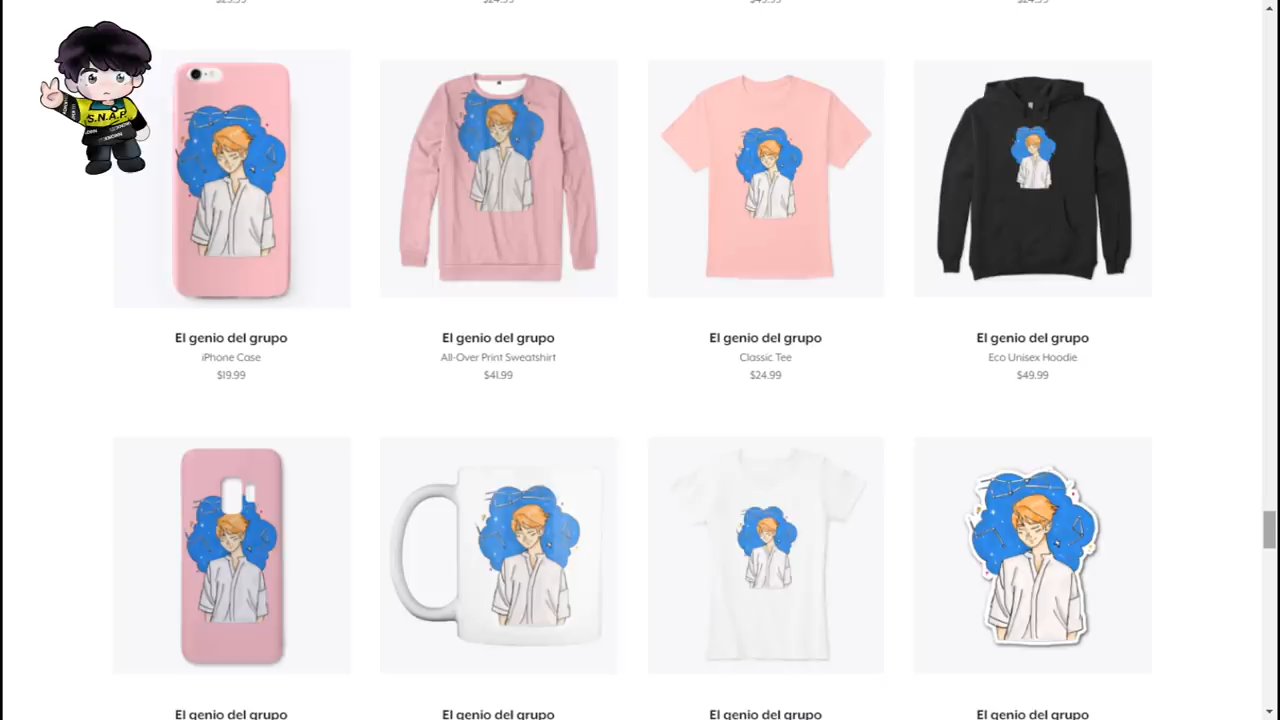 S.N.A.P.
El genio del grupo
iPhone Case
$19.99
El genio del grupo
All-Over Print Sweatshirt
$41.99
El genio del grupo
Classic Tee
$24.99
El genio del grupo
Eco Unisex Hoodie
$49.99
El genio del grupo
El genio del grupo
El genio del grupo
El genio del grupo